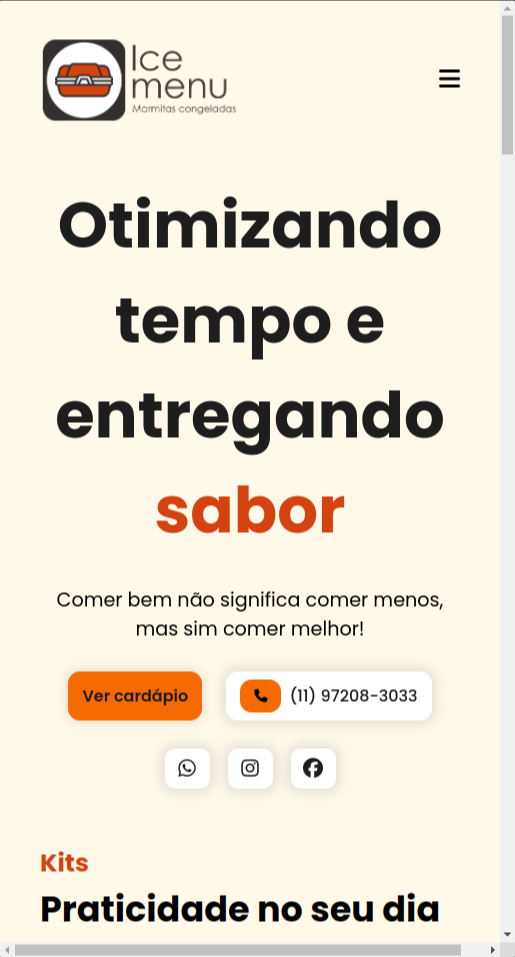 Ice
menu
Marmitas congeladas
Otimizando
tempo e
entregando
sabor
Comer bem não significa comer menos,
mas sim comer melhor!
Ver cardápio
(11) 97208-3033
Kits
Praticidade no seu dia